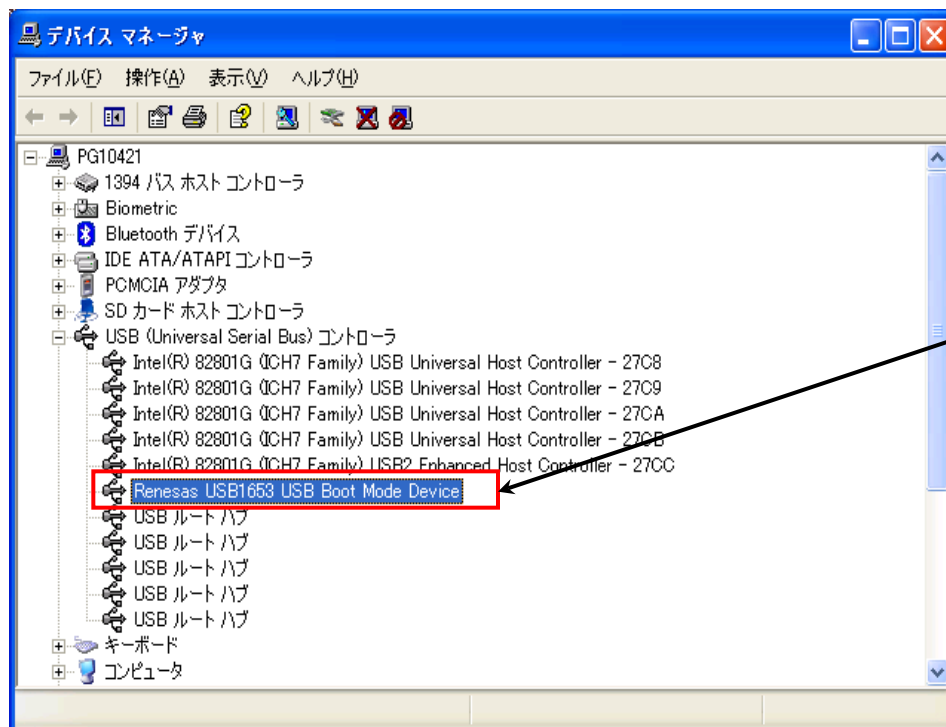 デバイス マネージャ
ファイル(F) 操作(A) 表示(V) ヘルプ(H)
PG10421
1394 バス ホスト コントローラ
Biometric
Bluetooth デバイス
IDE ATA/ATAPI コントローラ
PCMCIA アダプタ
SD カード ホスト コントローラ
USB (Universal Serial Bus) コントローラ
Intel(R) 82801G (ICH7 Family) USB Universal Host Controller - 27C8
Intel(R) 82801G (ICH7 Family) USB Universal Host Controller - 27C9
Intel(R) 82801G (ICH7 Family) USB Universal Host Controller - 27CA
Intel(R) 82801G (ICH7 Family) USB Universal Host Controller - 27CB
Intel(R) 82801G (ICH7 Family) USB2 Enhanced Host Controller - 27CC
Renesas USB1653 USB Boot Mode Device
USB ルート ハブ
USB ルート ハブ
USB ルート ハブ
USB ルート ハブ
USB ルート ハブ
キーボード
コンピュータ